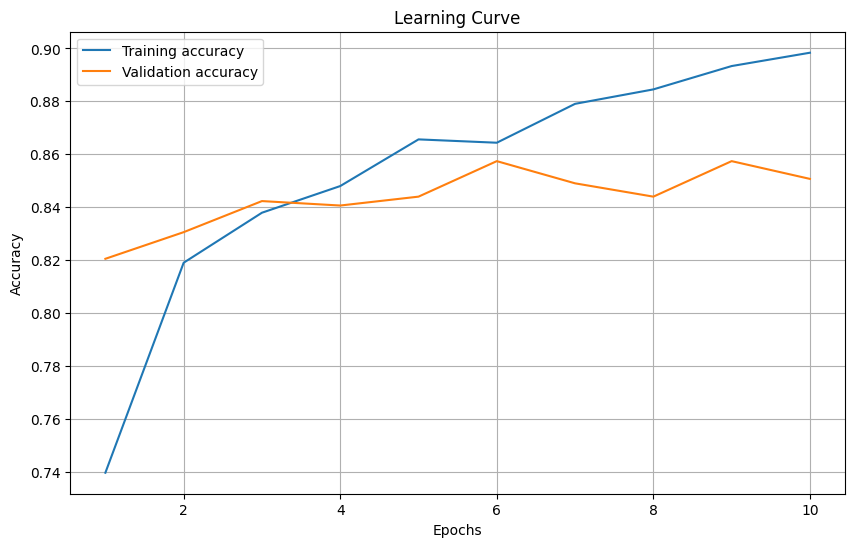 Learning Curve
Training accuracy
Validation accuracy
0.90
0.88
0.86
0.84
0.82
0.80
0.78
0.76
0.74
Accuracy
2 4 6 8 10
Epochs